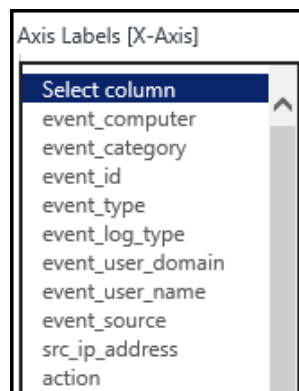 Axis Labels [X-Axis]
Select column
event_computer
event_category
event_id
event_type
event_log_type
event_user_domain
event_user_name
event_source
src_ip_address
action